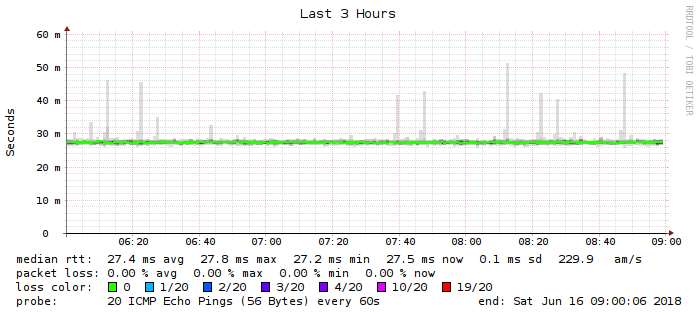 Last 3 Hours
RRDTOOL / TOBI OETIKER
Seconds
60 m
50 m
40 m
30 m
20 m
10 m
0
06:20 06:40 07:00 07:20 07:40 08:00 08:20 08:40 09:00
median rtt: 27.4 ms avg 27.8 ms max 27.2 ms min 27.5 ms now 0.1 ms sd 229.9 am/s
packet loss: 0.00 % avg 0.00 % max 0.00 % min 0.00 % now
loss color: 0 1/20 2/20 3/20 4/20 10/20 19/20
probe: 20 ICMP Echo Pings (56 Bytes) every 60s end: Sat Jun 16 09:00:06 2018